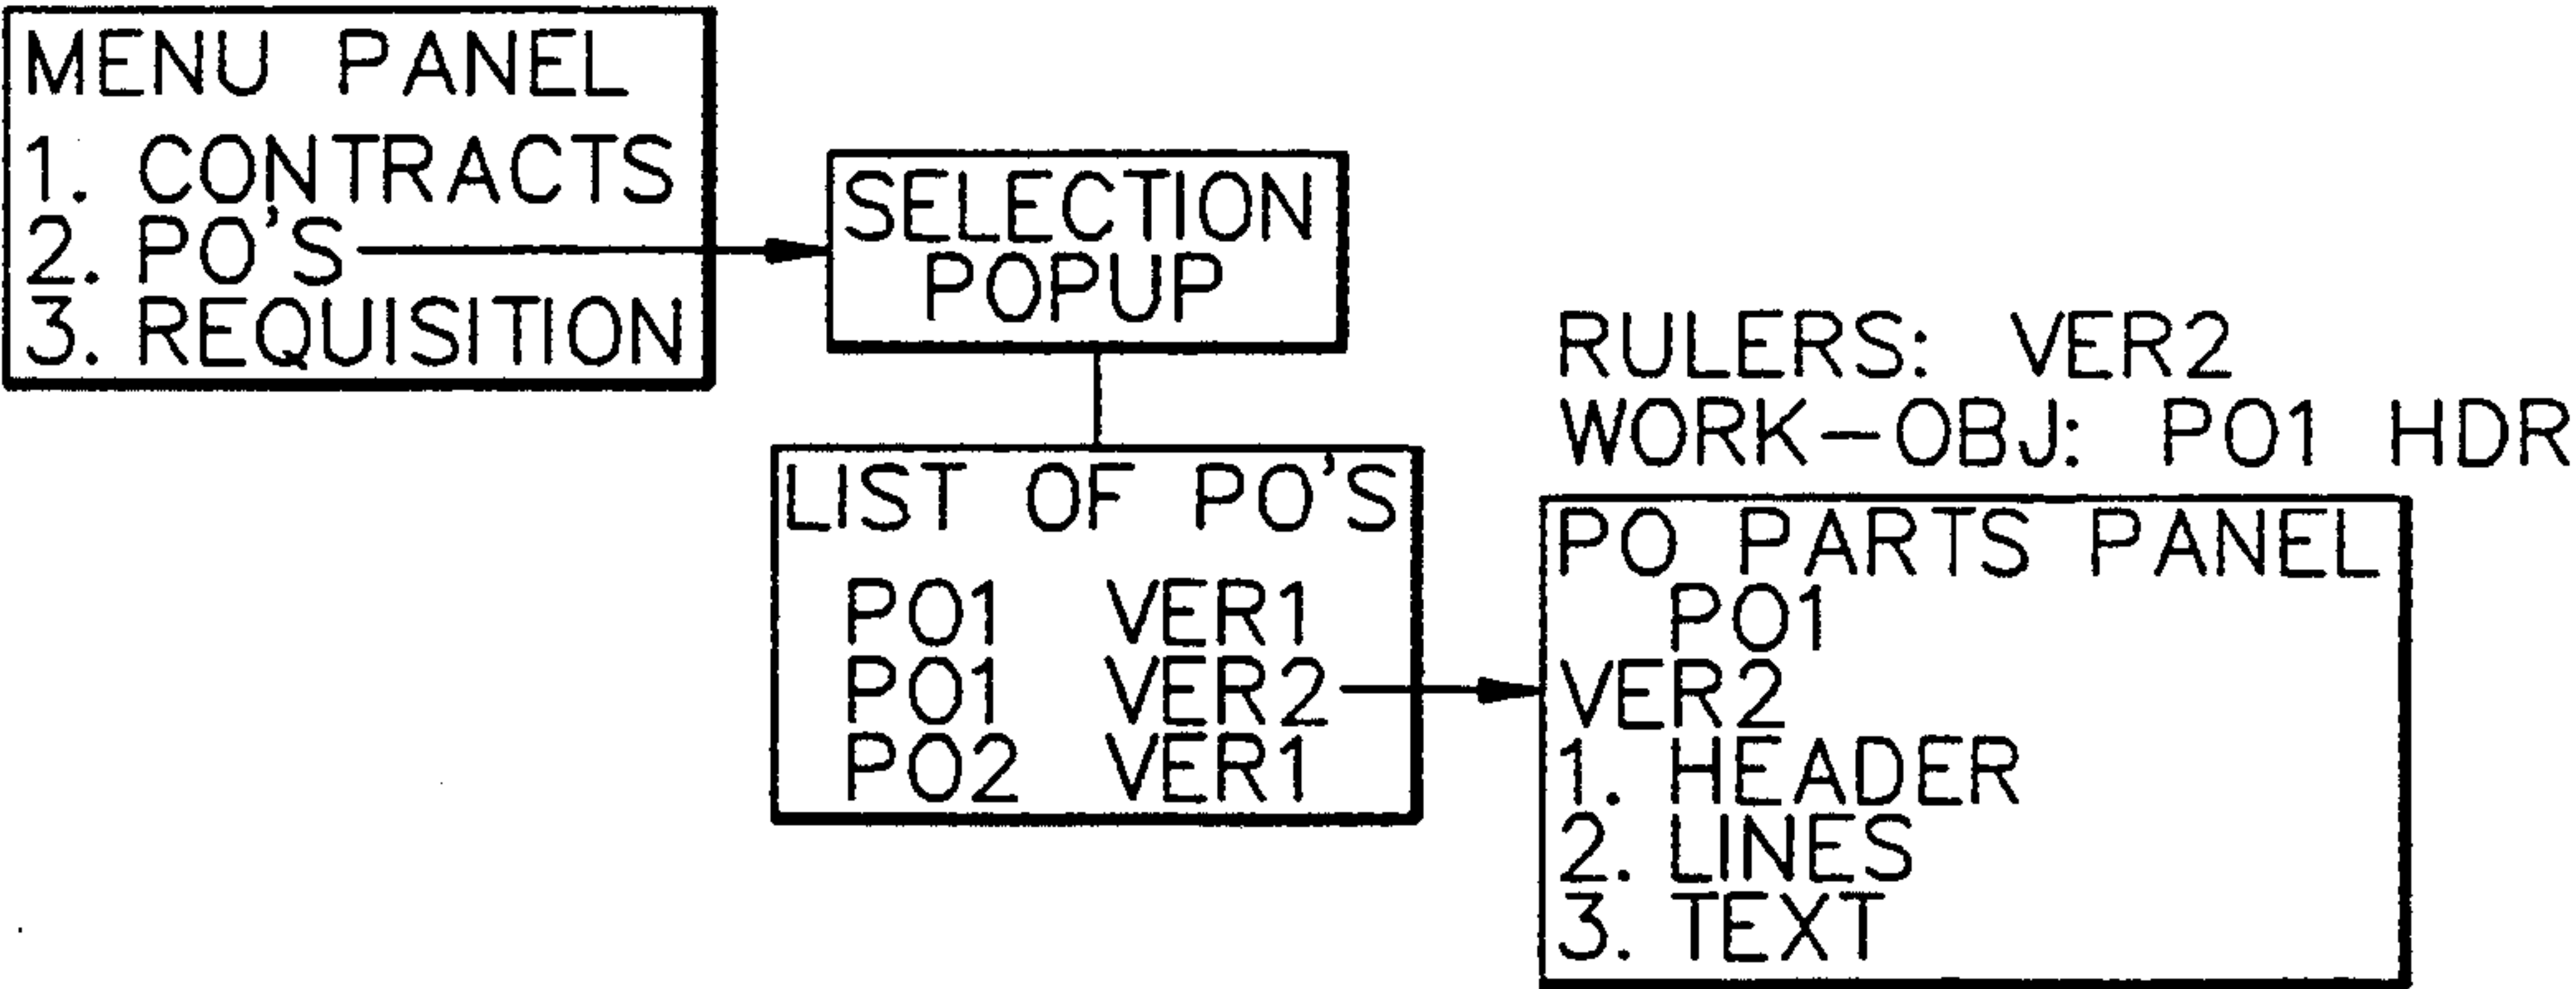 MENU PANEL
1. CONTRACTS
2. PO'S
3. REQUISITION
SELECTION
POPUP
LIST OF PO'S
PO1 VER1
PO1 VER2
PO2 VER1
RULERS: VER2
WORK-OBJ: PO1 HDR
PO PARTS PANEL
PO1
VER2
1. HEADER
2. LINES
3. TEXT